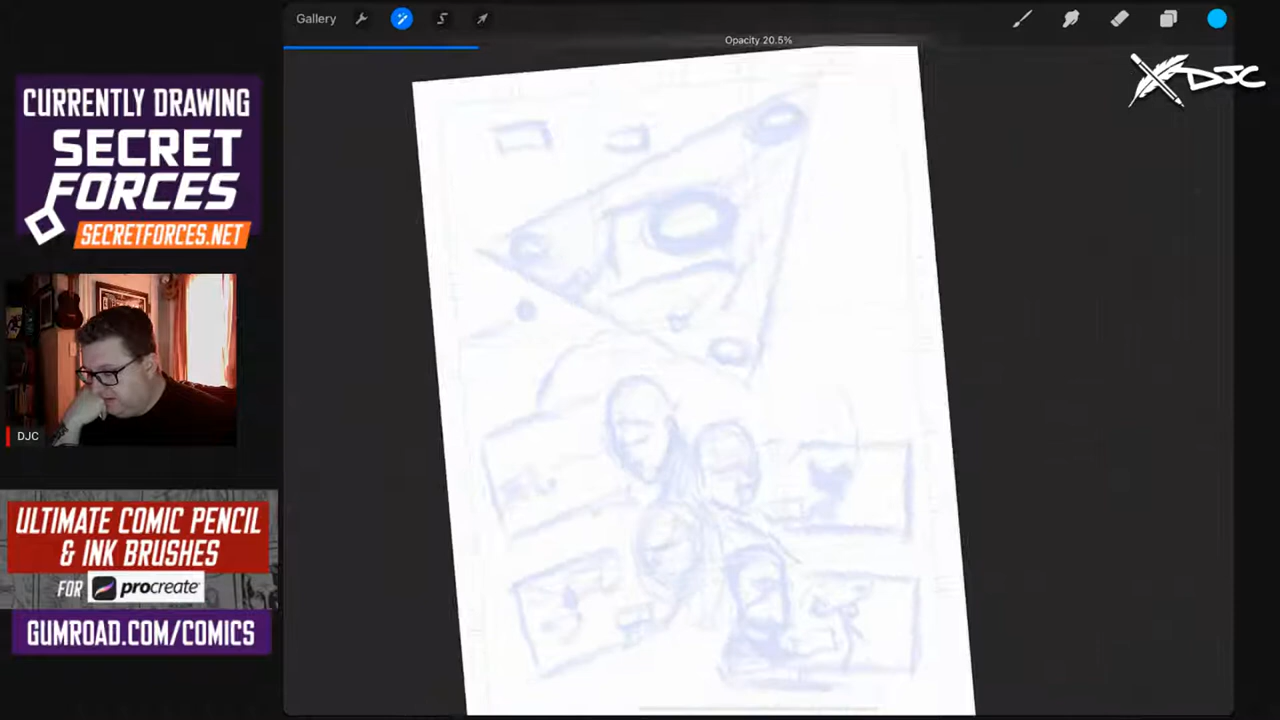 Gallery
Opacity 20.5%
DJC
CURRENTLY DRAWING
SECRET
FORCES
SECRETFORCES.NET
DJC
ULTIMATE COMIC PENCIL
& INK BRUSHES
FOR procreate
GUMROAD.COM/COMICS